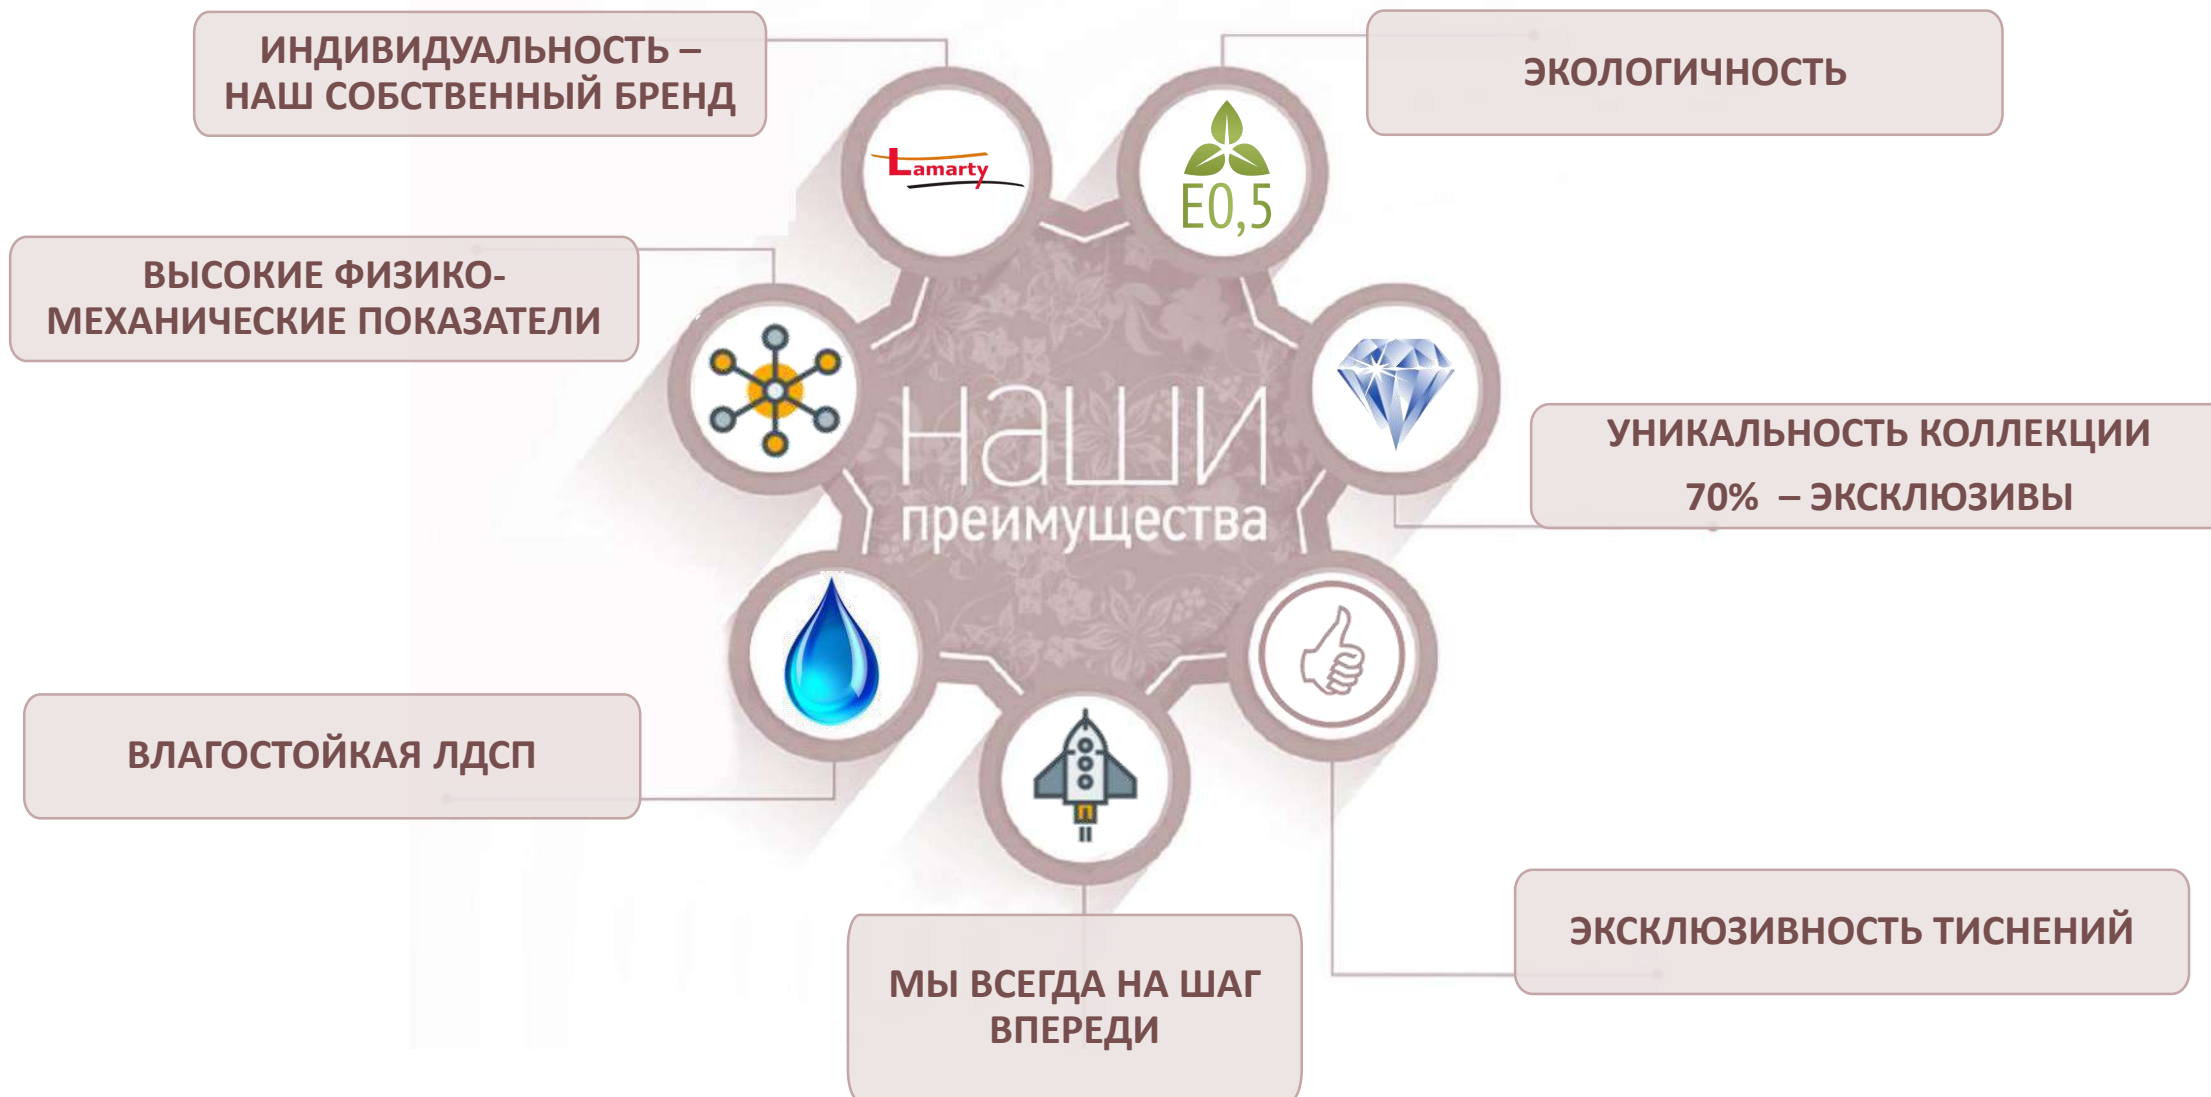 ИНДИВИДУАЛЬНОСТЬ –
НАШ СОБСТВЕННЫЙ БРЕНД
ЭКОЛОГИЧНОСТЬ
Lamarty
E0,5
ВЫСОКИЕ ФИЗИКО-
МЕХАНИЧЕСКИЕ ПОКАЗАТЕЛИ
наши
преимущества
УНИКАЛЬНОСТЬ КОЛЛЕКЦИИ
70% – ЭКСКЛЮЗИВЫ
ВЛАГОСТОЙКАЯ ЛДСП
ЭКСКЛЮЗИВНОСТЬ ТИСНЕНИЙ
МЫ ВСЕГДА НА ШАГ
ВПЕРЕДИ